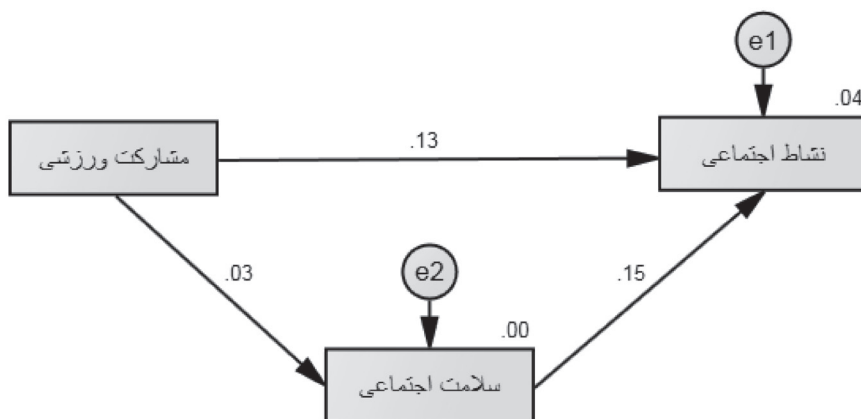 e1
.04
نشاط اجتماعی
.13
مشارکت ورزشی
.03
e2
.15
.00
سلامت اجتماعی